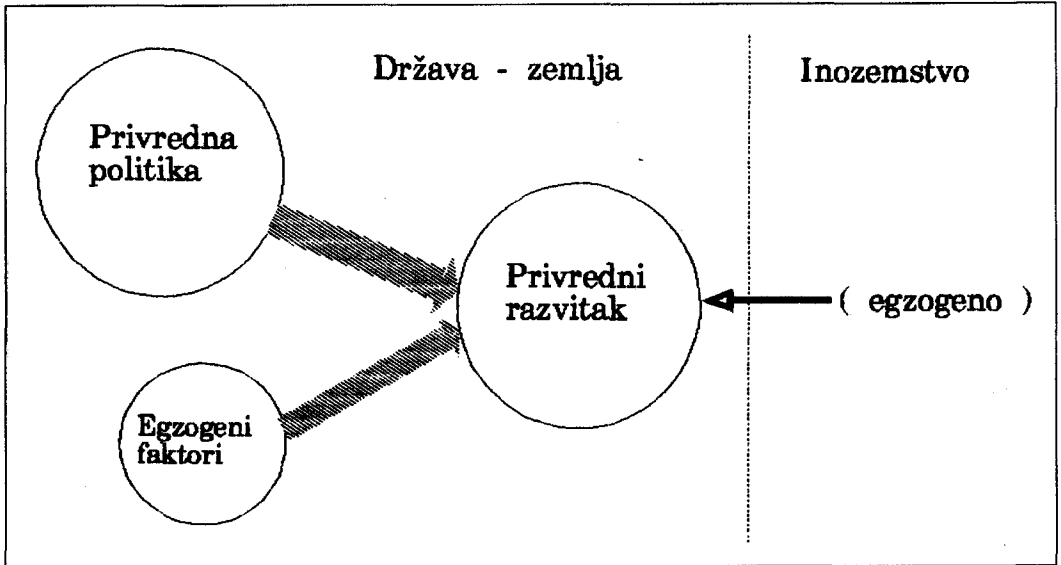 Država - zemlja
Inozemstvo
Privredna
politika
Privredni
razvitak
( egzogeno )
Egzogeni
faktori